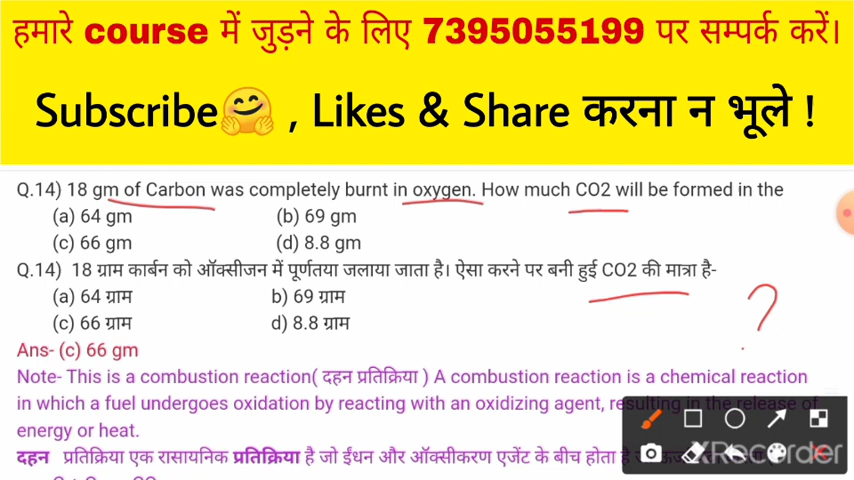 हमारे course में जुड़ने के लिए 7395055199 पर सम्पर्क करें।
Subscribe🤗 , Likes & Share करना न भूले !
Q.14) 18 gm of Carbon was completely burnt in oxygen. How much CO2 will be formed in the
(a) 64 gm (b) 69 gm
(c) 66 gm (d) 8.8 gm
Q.14) 18 ग्राम कार्बन को ऑक्सीजन में पूर्णतया जलाया जाता है। ऐसा करने पर बनी हुई CO2 की मात्रा है-
(a) 64 ग्राम b) 69 ग्राम
(c) 66 ग्राम d) 8.8 ग्राम
?
Ans- (c) 66 gm
Note- This is a combustion reaction( दहन प्रतिक्रिया ) A combustion reaction is a chemical reaction
in which a fuel undergoes oxidation by reacting with an oxidizing agent, resulting in the release of
energy or heat.
दहन प्रतिक्रिया एक रासायनिक प्रतिक्रिया है जो ईंधन और ऑक्सीकरण एजेंट के बीच होता है
XRecorder